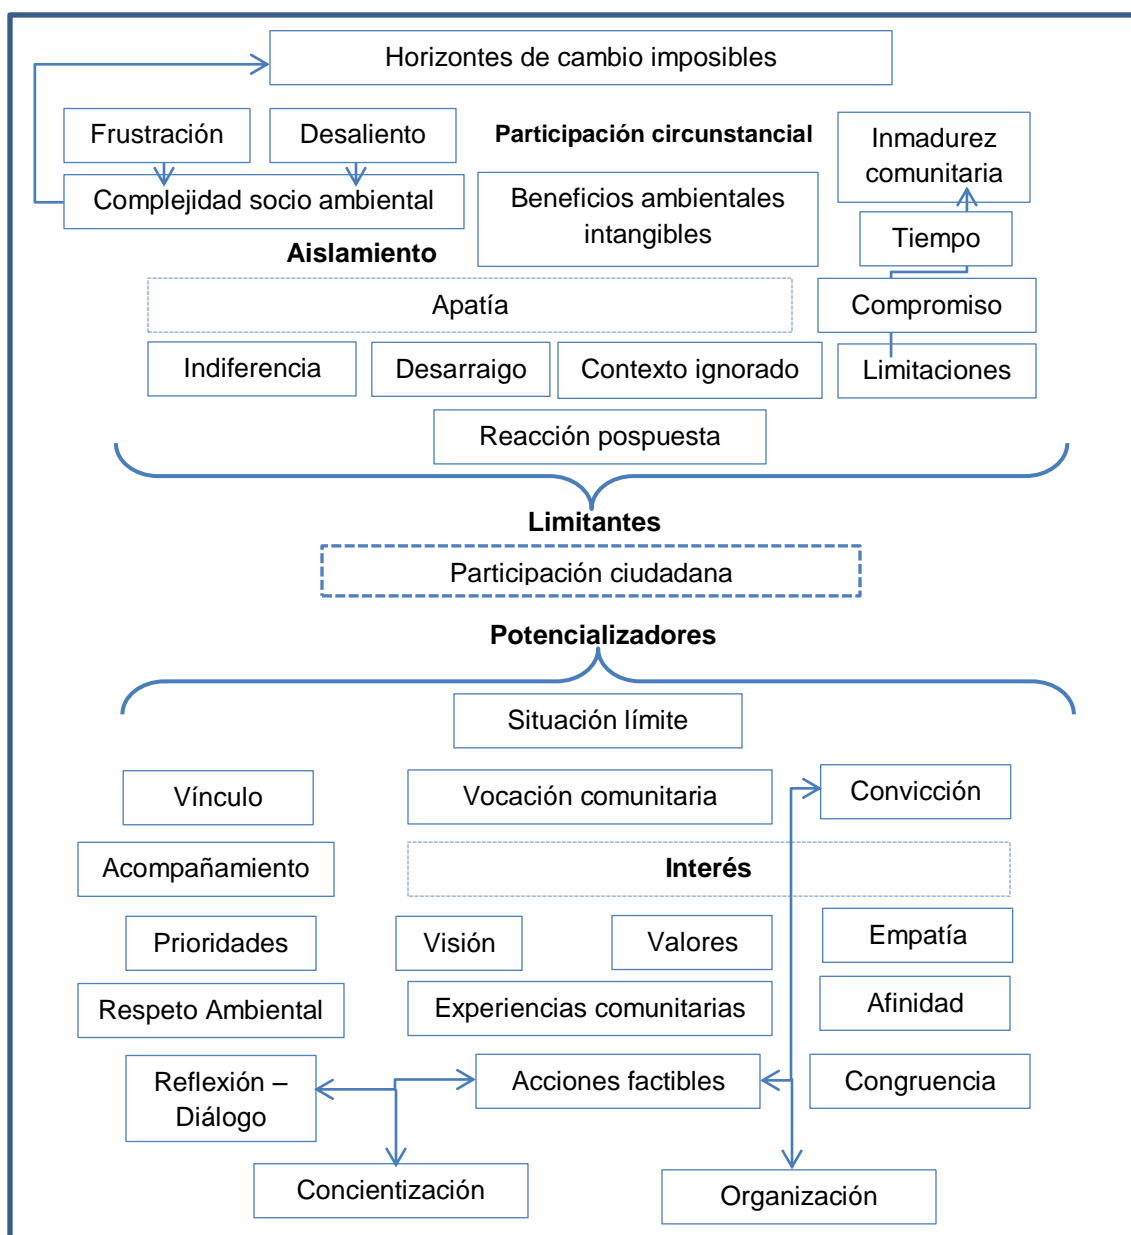 Horizontes de cambio imposibles
Frustración
Desaliento
Participación circunstancial
Inmadurez
comunitaria
Complejidad socio ambiental
Beneficios ambientales
intangibles
Tiempo
Aislamiento
Apatía
Compromiso
Indiferencia
Desarraigo
Contexto ignorado
Limitaciones
Reacción pospuesta
Limitantes
Participación ciudadana
Potencializadores
Situación límite
Vínculo
Vocación comunitaria
Convicción
Acompañamiento
Interés
Prioridades
Visión
Valores
Empatía
Respeto Ambiental
Experiencias comunitarias
Afinidad
Reflexión –
Diálogo
Acciones factibles
Congruencia
Concientización
Organización